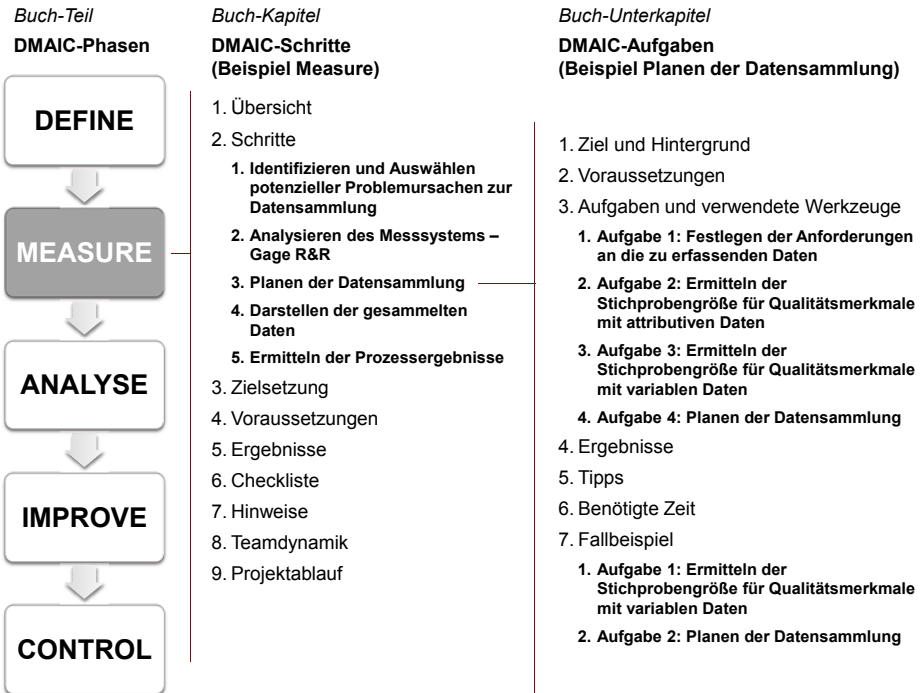 Buch-Teil
DMAIC-Phasen
DEFINE
MEASURE
ANALYSE
IMPROVE
CONTROL
Buch-Kapitel
DMAIC-Schritte
(Beispiel Measure)
1. Übersicht
2. Schritte
1. Identifizieren und Auswählen
potenzieller Problemursachen zur
Datensammlung
2. Analysieren des Messsystems –
Gage R&R
3. Planen der Datensammlung
4. Darstellen der gesammelten
Daten
5. Ermitteln der Prozessergebnisse
3. Zielsetzung
4. Voraussetzungen
5. Ergebnisse
6. Checkliste
7. Hinweise
8. Teamdynamik
9. Projektablauf
Buch-Unterkapitel
DMAIC-Aufgaben
(Beispiel Planen der Datensammlung)
1. Ziel und Hintergrund
2. Voraussetzungen
3. Aufgaben und verwendete Werkzeuge
1. Aufgabe 1: Festlegen der Anforderungen
an die zu erfassenden Daten
2. Aufgabe 2: Ermitteln der
Stichprobengröße für Qualitätsmerkmale
mit attributiven Daten
3. Aufgabe 3: Ermitteln der
Stichprobengröße für Qualitätsmerkmale
mit variablen Daten
4. Aufgabe 4: Planen der Datensammlung
4. Ergebnisse
5. Tipps
6. Benötigte Zeit
7. Fallbeispiel
1. Aufgabe 1: Ermitteln der
Stichprobengröße für Qualitätsmerkmale
mit variablen Daten
2. Aufgabe 2: Planen der Datensammlung